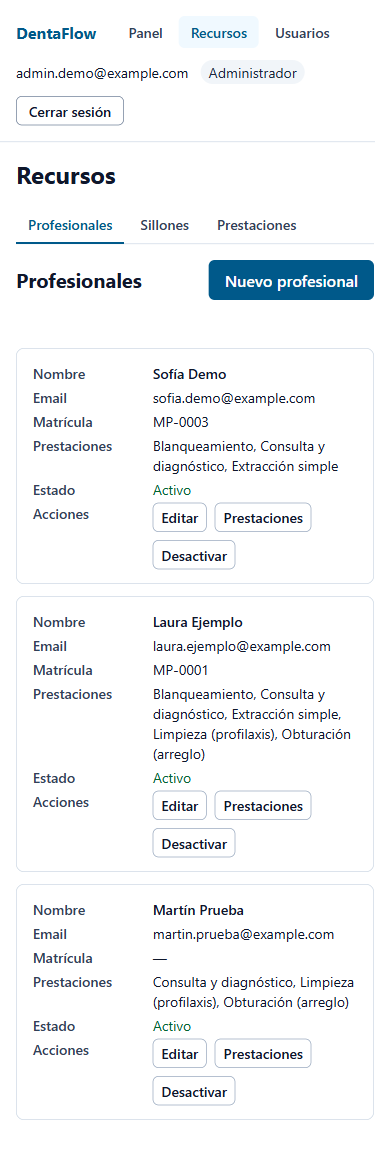 DentaFlow Panel Recursos Usuarios
admin.demo@example.com Administrador
Cerrar sesión
Recursos
Profesionales Sillones Prestaciones
Profesionales Nuevo profesional
Nombre Sofía Demo
Email sofia.demo@example.com
Matrícula MP-0003
Prestaciones Blanqueamiento, Consulta y
diagnóstico, Extracción simple
Estado Activo
Acciones Editar Prestaciones
Desactivar
Nombre Laura Ejemplo
Email laura.ejemplo@example.com
Matrícula MP-0001
Prestaciones Blanqueamiento, Consulta y
diagnóstico, Extracción simple,
Limpieza (profilaxis), Obturación
(arreglo)
Estado Activo
Acciones Editar Prestaciones
Desactivar
Nombre Martín Prueba
Email martin.prueba@example.com
Matrícula —
Prestaciones Consulta y diagnóstico, Limpieza
(profilaxis), Obturación (arreglo)
Estado Activo
Acciones Editar Prestaciones
Desactivar